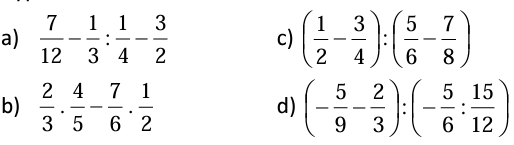 a) 7/12 − 1/3 : 1/4 − 3/2
c) (1/2 − 3/4) : (5/6 − 7/8)
b) 2/3 . 4/5 − 7/6 . 1/2
d) (− 5/9 − 2/3) : (− 5/6 : 15/12)